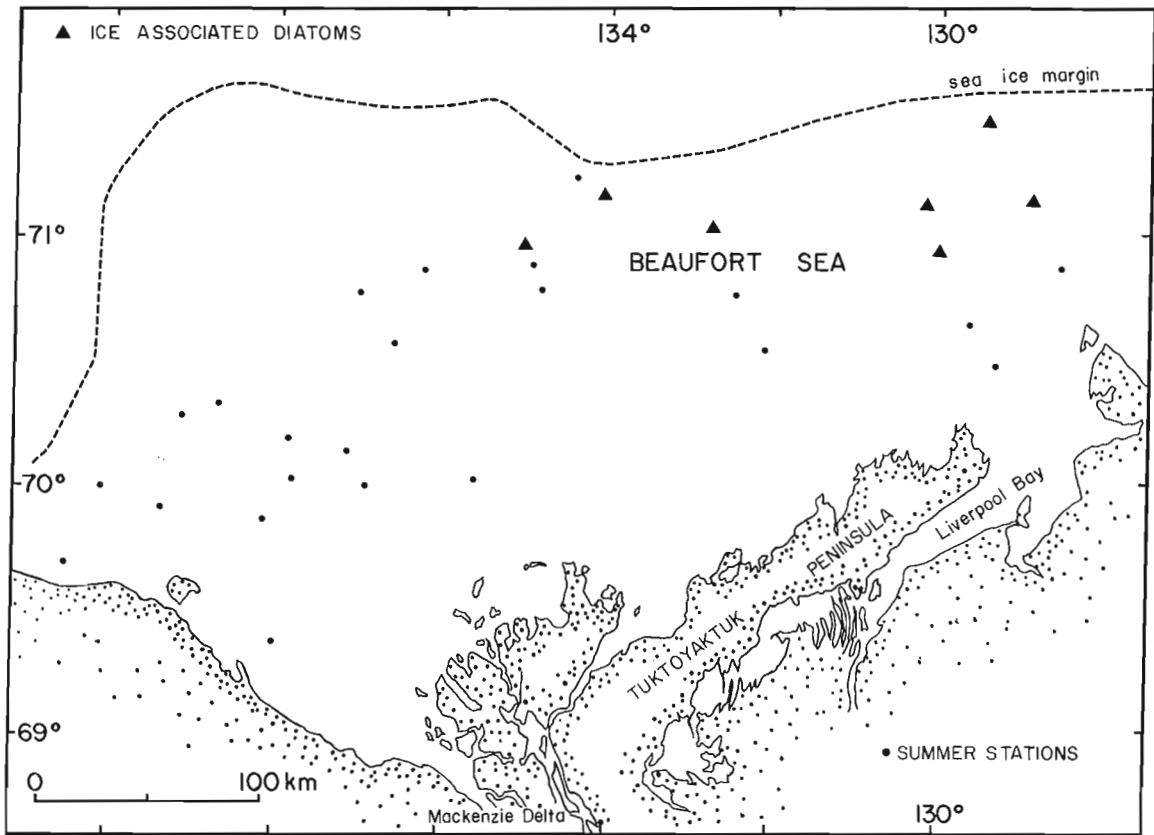 ▲ ICE ASSOCIATED DIATOMS
134°
130°
sea ice margin
71°
BEAUFORT SEA
70°
Liverpool Bay
PENINSULA
TUKTOYAKTUK
69°
• SUMMER STATIONS
0 100 km
Mackenzie Delta
130°